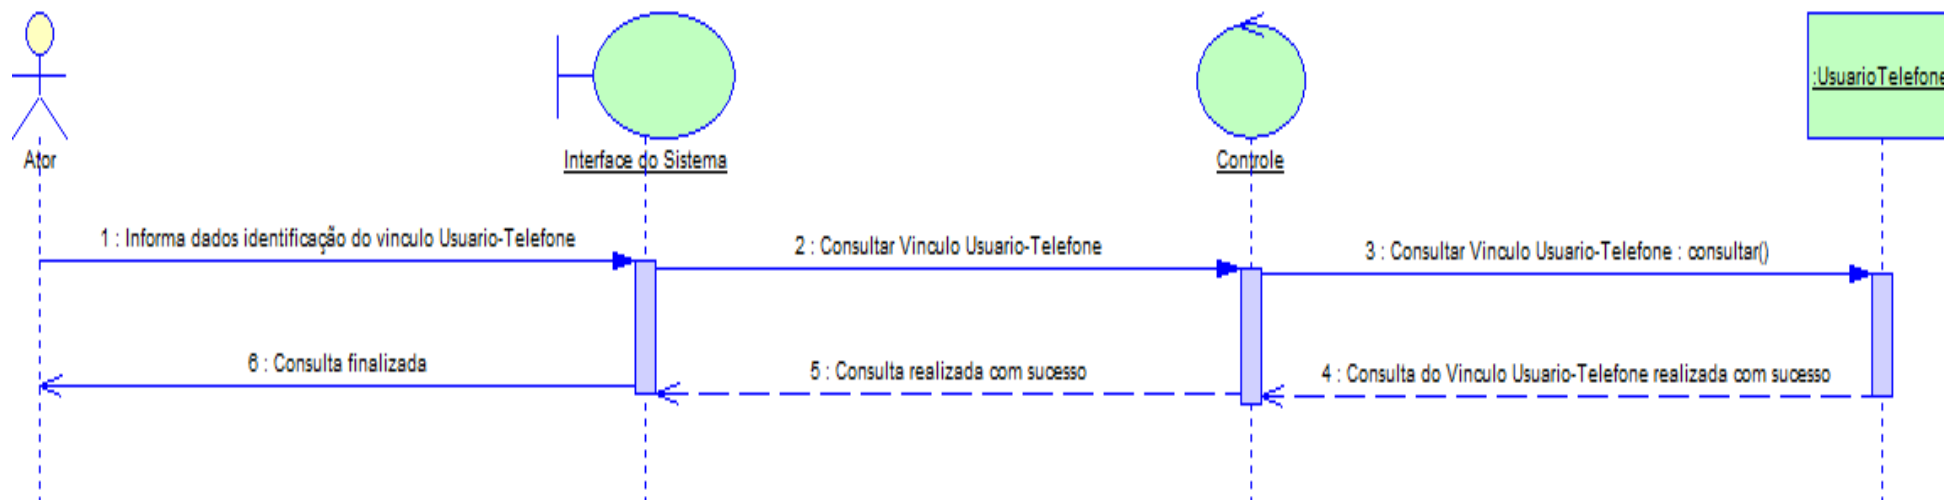 :UsuarioTelefone
Ator
Interface do Sistema
Controle
1 : Informa dados identificação do vinculo Usuario-Telefone
2 : Consultar Vinculo Usuario-Telefone
3 : Consultar Vinculo Usuario-Telefone : consultar()
6 : Consulta finalizada
5 : Consulta realizada com sucesso
4 : Consulta do Vinculo Usuario-Telefone realizada com sucesso